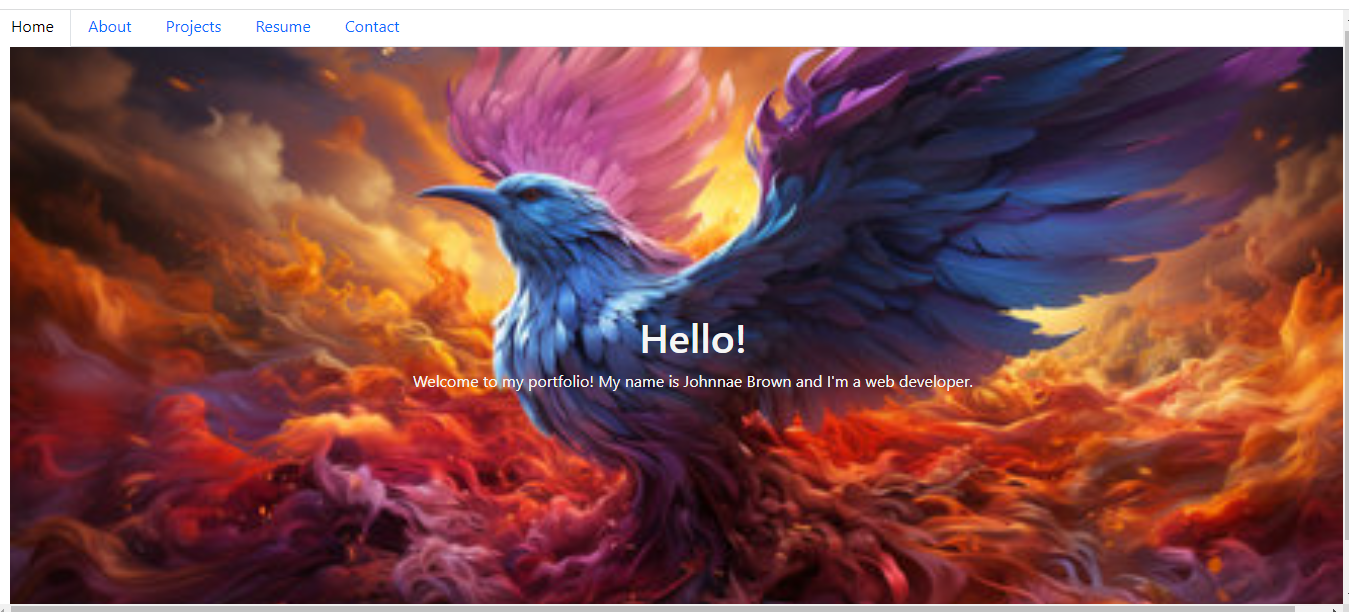 Home About Projects Resume Contact
Hello!
Welcome to my portfolio! My name is Johnnae Brown and I'm a web developer.